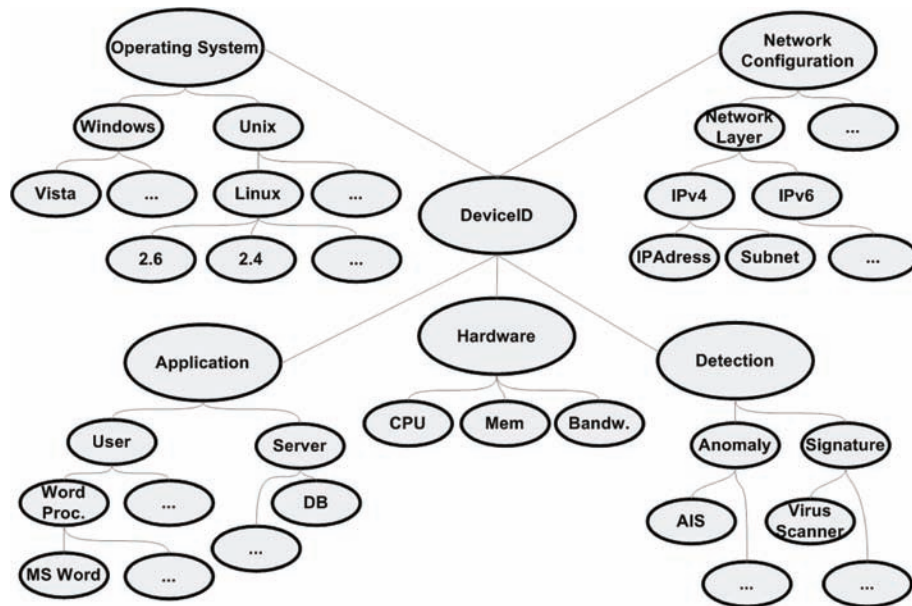 Operating System
Network
Configuration
Windows
Unix
Network
Layer
...
Vista
...
Linux
...
DeviceID
IPv4
IPv6
2.6
2.4
...
IPAdress
Subnet
...
Application
Hardware
Detection
CPU
Mem
Bandw.
User
Server
Anomaly
Signature
Word
Proc.
...
DB
AIS
Virus
Scanner
...
MS Word
...
...
...